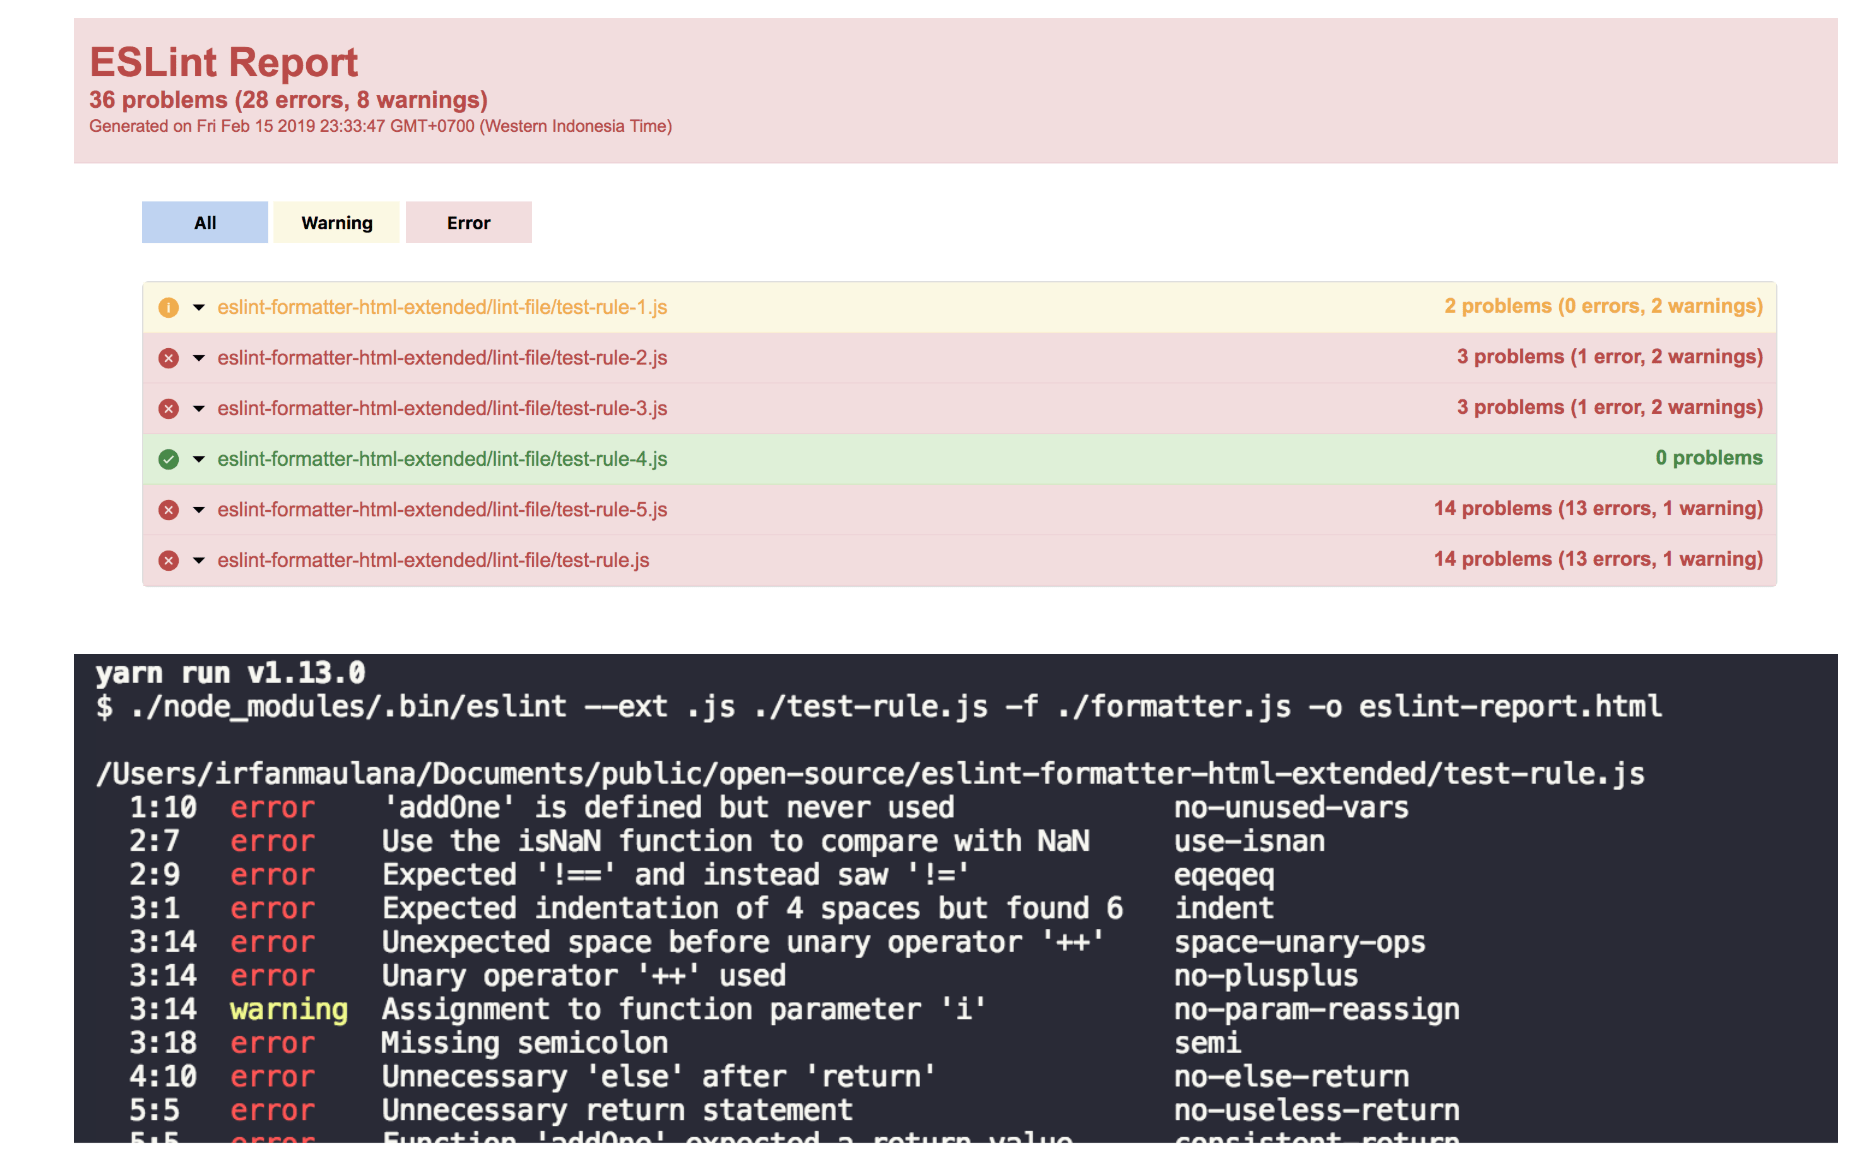 ESLint Report
36 problems (28 errors, 8 warnings)
Generated on Fri Feb 15 2019 23:33:47 GMT+0700 (Western Indonesia Time)
All Warning Error
eslint-formatter-html-extended/lint-file/test-rule-1.js 2 problems (0 errors, 2 warnings)
eslint-formatter-html-extended/lint-file/test-rule-2.js 3 problems (1 error, 2 warnings)
eslint-formatter-html-extended/lint-file/test-rule-3.js 3 problems (1 error, 2 warnings)
eslint-formatter-html-extended/lint-file/test-rule-4.js 0 problems
eslint-formatter-html-extended/lint-file/test-rule-5.js 14 problems (13 errors, 1 warning)
eslint-formatter-html-extended/lint-file/test-rule.js 14 problems (13 errors, 1 warning)
yarn run v1.13.0
$ ./node_modules/.bin/eslint --ext .js ./test-rule.js -f ./formatter.js -o eslint-report.html
/Users/irfanmaulana/Documents/public/open-source/eslint-formatter-html-extended/test-rule.js
1:10 error 'addOne' is defined but never used no-unused-vars
2:7 error Use the isNaN function to compare with NaN use-isnan
2:9 error Expected '!==' and instead saw '!=' eqeqeq
3:1 error Expected indentation of 4 spaces but found 6 indent
3:14 error Unexpected space before unary operator '++' space-unary-ops
3:14 error Unary operator '++' used no-plusplus
3:14 warning Assignment to function parameter 'i' no-param-reassign
3:18 error Missing semicolon semi
4:10 error Unnecessary 'else' after 'return' no-else-return
5:5 error Unnecessary return statement no-useless-return
5:5 error Function 'addOne' expected a return value consistent-return